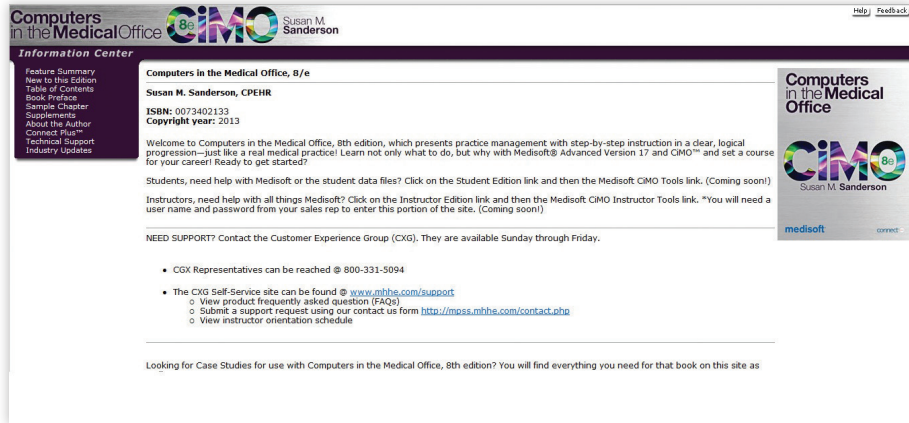 Computers
in the MedicalOffice
8e
CiMO
Susan M.
Sanderson
Help | Feedback
Information Center
Feature Summary
New to this Edition
Table of Contents
Book Preface
Sample Chapter
Supplements
About the Author
Connect Plus™
Technical Support
Industry Updates
Computers in the Medical Office, 8/e
Susan M. Sanderson, CPEHR
ISBN: 0073402133
Copyright year: 2013
Welcome to Computers in the Medical Office, 8th edition, which presents practice management with step-by-step instruction in a clear, logical
progression—just like a real medical practice! Learn not only what to do, but why with Medisoft® Advanced Version 17 and CiMO™ and set a course
for your career! Ready to get started?
Students, need help with Medisoft or the student data files? Click on the Student Edition link and then the Medisoft CiMO Tools link. (Coming soon!)
Instructors, need help with all things Medisoft? Click on the Instructor Edition link and then the Medisoft CiMO Instructor Tools link. *You will need a
user name and password from your sales rep to enter this portion of the site. (Coming soon!)
NEED SUPPORT? Contact the Customer Experience Group (CXG). They are available Sunday through Friday.
• CGX Representatives can be reached @ 800-331-5094
• The CXG Self-Service site can be found @ www.mhhe.com/support
o View product frequently asked question (FAQs)
o Submit a support request using our contact us form http://mpss.mhhe.com/contact.php
o View instructor orientation schedule
Looking for Case Studies for use with Computers in the Medical Office, 8th edition? You will find everything you need for that book on this site as
Computers
in the Medical
Office
CiMO
8e
Susan M. Sanderson
medisoft
connect